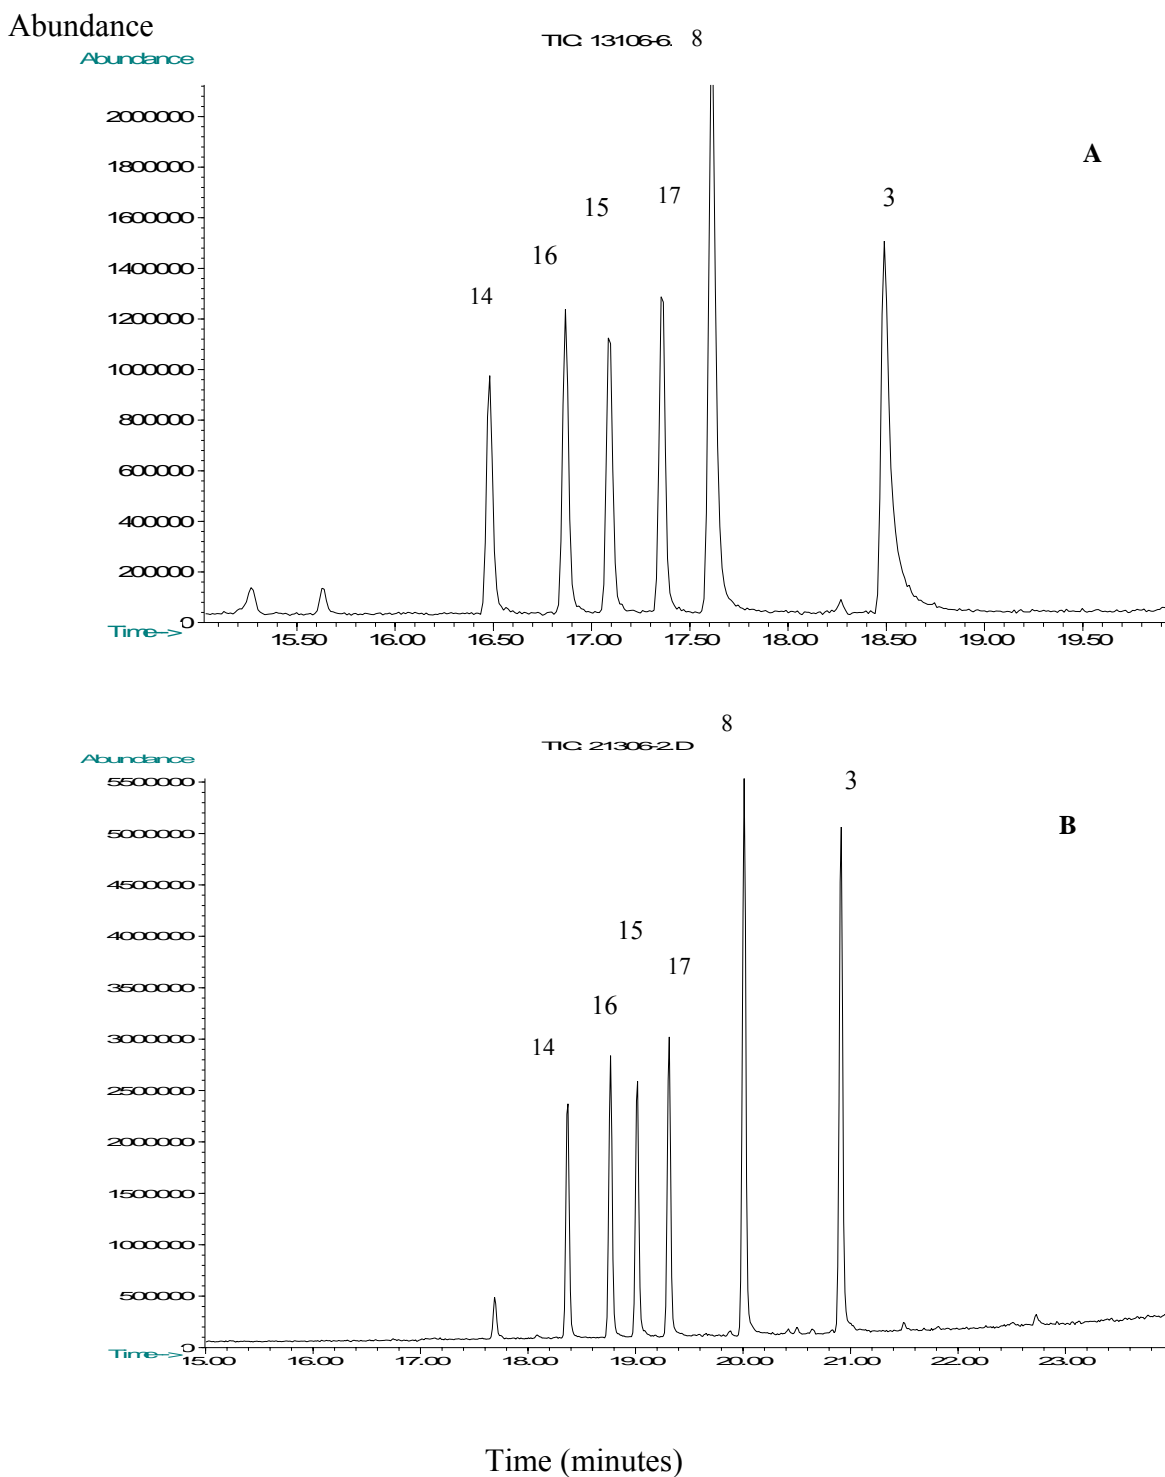 Abundance
TIC: 13106-6. 8
Abundance
2000000
1800000
1600000
1400000
1200000
1000000
800000
600000
400000
200000
0
A
14
16
15
17
3
Time-->
15.50 16.00 16.50 17.00 17.50 18.00 18.50 19.00 19.50
8
TIC: 21306-2.D
Abundance
5500000
5000000
4500000
4000000
3500000
3000000
2500000
2000000
1500000
1000000
500000
0
3
B
15
17
16
14
Time-->
15.00 16.00 17.00 18.00 19.00 20.00 21.00 22.00 23.00
Time (minutes)